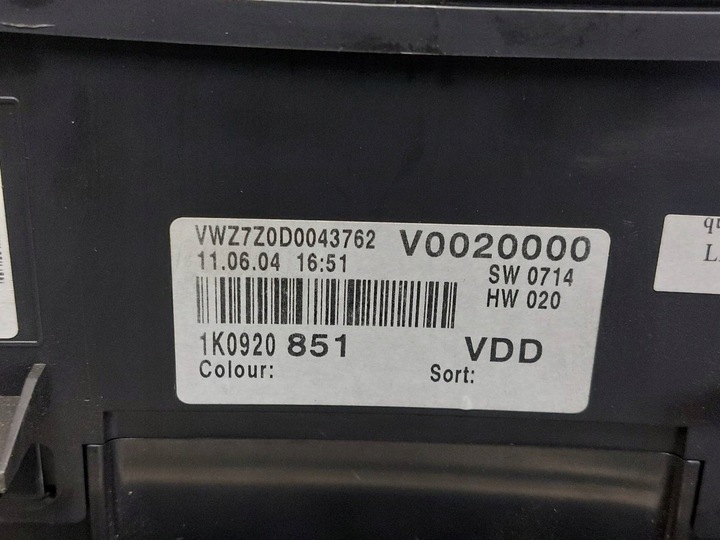 VWZ7Z0D0043762 V0020000
11.06.04 16:51 SW 0714
HW 020
1K0920 851 VDD
Colour: Sort: